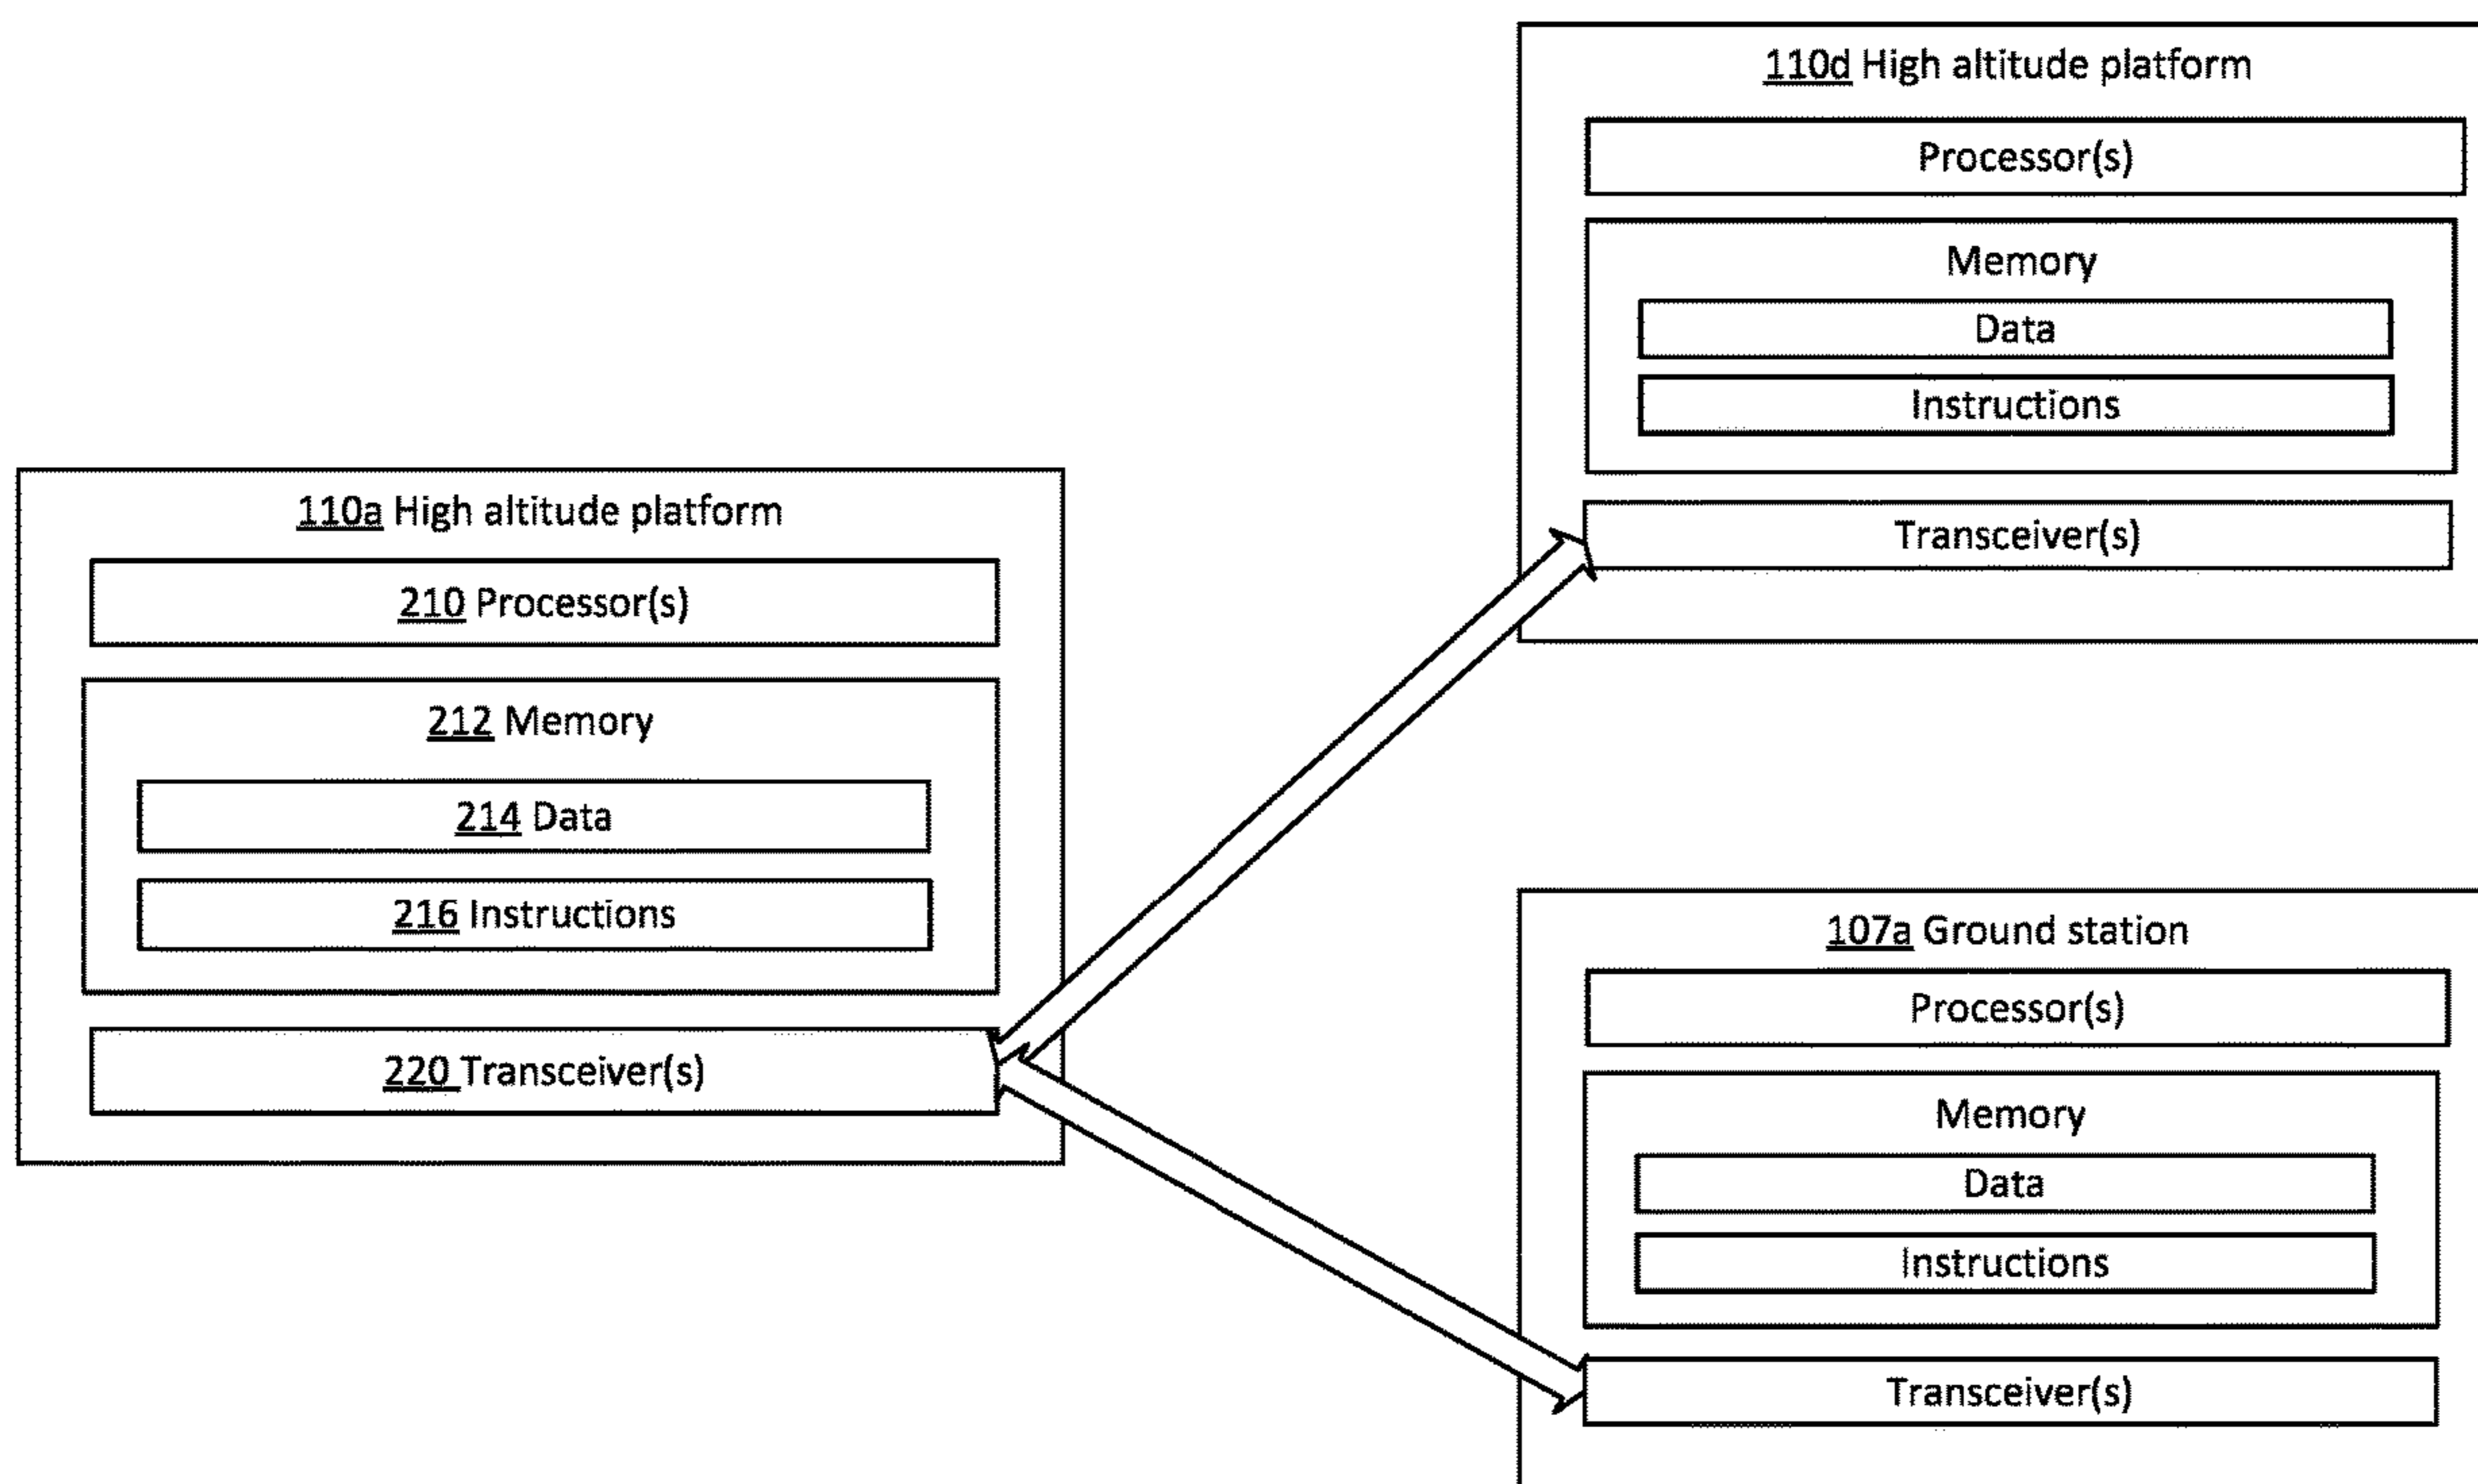 110a High altitude platform
210 Processor(s)
212 Memory
214 Data
216 Instructions
220 Transceiver(s)
110d High altitude platform
Processor(s)
Memory
Data
Instructions
Transceiver(s)
107a Ground station
Processor(s)
Memory
Data
Instructions
Transceiver(s)